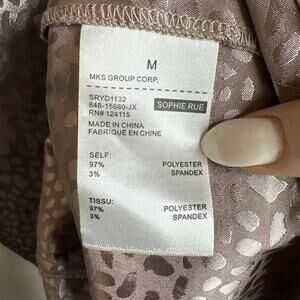 M
MKS GROUP CORP.
SRYD1132
848-15680-JX SOPHIE RUE
RN# 124115
MADE IN CHINA
FABRIQUE EN CHINE
SELF:
97% POLYESTER
3% SPANDEX
TISSU:
97% POLYESTER
3% SPANDEX